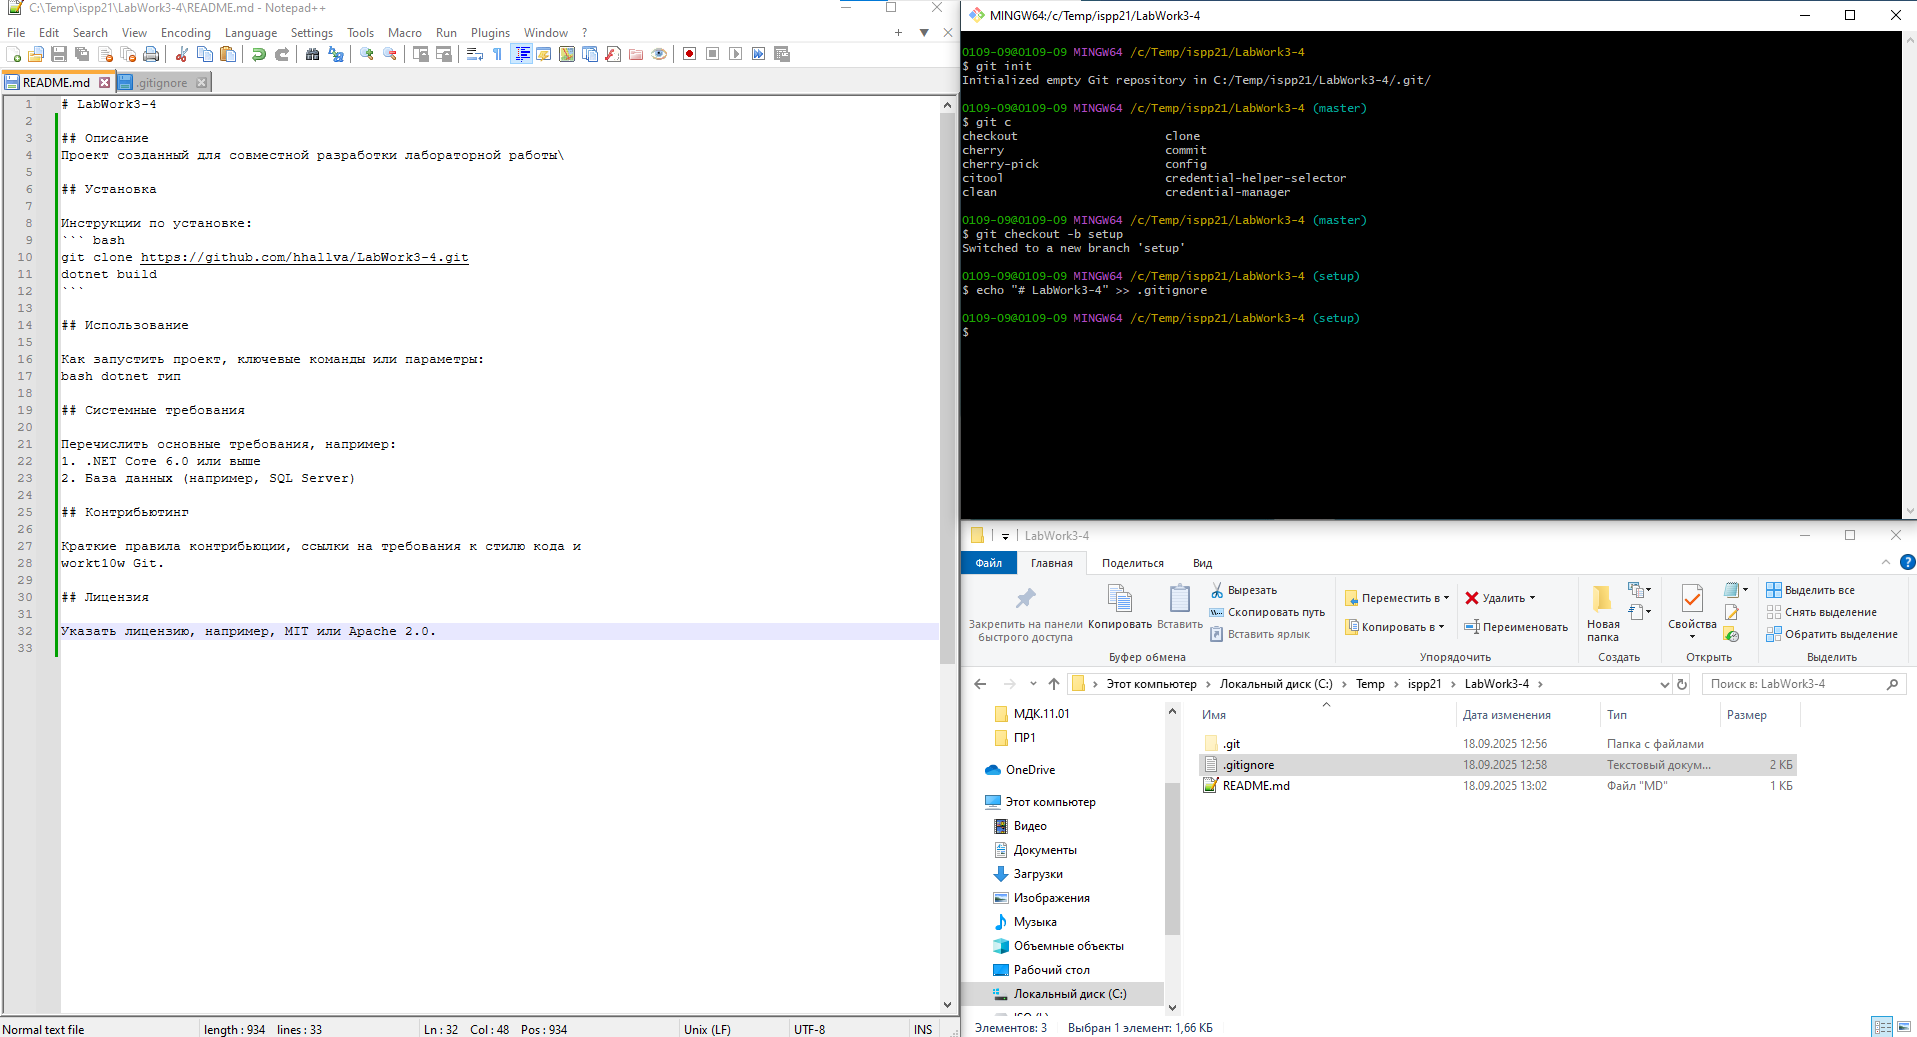 C:\Temp\ispp21\LabWork3-4\README.md - Notepad++
File Edit Search View Encoding Language Settings Tools Macro Run Plugins Window ?
README.md .gitignore
1 # LabWork3-4
2
3 ## Описание
4 Проект созданный для совместной разработки лабораторной работы\
5
6 ## Установка
7
8 Инструкции по установке:
9 ``` bash
10 git clone https://github.com/hhallva/LabWork3-4.git
11 dotnet build
12 ```
13
14 ## Использование
15
16 Как запустить проект, ключевые команды или параметры:
17 bash dotnet гип
18
19 ## Системные требования
20
21 Перечислить основные требования, например:
22 1. .NET Соте 6.0 или выше
23 2. База данных (например, SQL Server)
24
25 ## Контрибьютинг
26
27 Краткие правила контрибьюции, ссылки на требования к стилю кода и
28 workt10w Git.
29
30 ## Лицензия
31
32 Указать лицензию, например, MIT или Apache 2.0.
33
Normal text file length : 934 lines : 33 Ln : 32 Col : 48 Pos : 934 Unix (LF) UTF-8 INS
MINGW64:/c/Temp/ispp21/LabWork3-4
0109-09@0109-09 MINGW64 /c/Temp/ispp21/LabWork3-4
$ git init
Initialized empty Git repository in C:/Temp/ispp21/LabWork3-4/.git/
0109-09@0109-09 MINGW64 /c/Temp/ispp21/LabWork3-4 (master)
$ git c
checkout clone
cherry commit
cherry-pick config
citool credential-helper-selector
clean credential-manager
0109-09@0109-09 MINGW64 /c/Temp/ispp21/LabWork3-4 (master)
$ git checkout -b setup
Switched to a new branch 'setup'
0109-09@0109-09 MINGW64 /c/Temp/ispp21/LabWork3-4 (setup)
$ echo "# LabWork3-4" >> .gitignore
0109-09@0109-09 MINGW64 /c/Temp/ispp21/LabWork3-4 (setup)
$
LabWork3-4
Файл Главная Поделиться Вид
Закрепить на панели быстрого доступа
Копировать
Вставить
Вырезать
Скопировать путь
Вставить ярлык
Буфер обмена
Переместить в
Копировать в
Удалить
Переименовать
Упорядочить
Новая папка
Создать
Свойства
Открыть
Выделить все
Снять выделение
Обратить выделение
Выделить
Этот компьютер > Локальный диск (C:) > Temp > ispp21 > LabWork3-4 >
Поиск в: LabWork3-4
МДК.11.01
ПР1
OneDrive
Этот компьютер
Видео
Документы
Загрузки
Изображения
Музыка
Объемные объекты
Рабочий стол
Локальный диск (C:)
Имя Дата изменения Тип Размер
.git 18.09.2025 12:56 Папка с файлами
.gitignore 18.09.2025 12:58 Текстовый докум... 2 КБ
README.md 18.09.2025 13:02 Файл "MD" 1 КБ
Элементов: 3 Выбран 1 элемент: 1,66 КБ